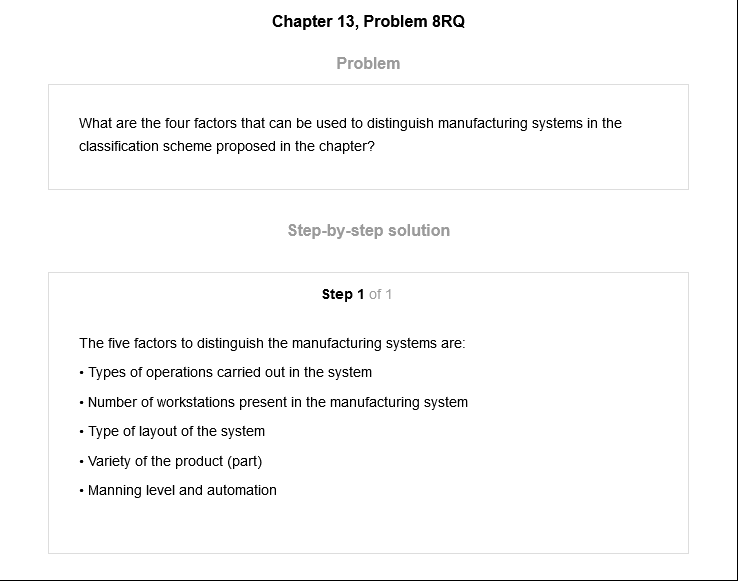 Chapter 13, Problem 8RQ
Problem
What are the four factors that can be used to distinguish manufacturing systems in the
classification scheme proposed in the chapter?
Step-by-step solution
Step 1 of 1
The five factors to distinguish the manufacturing systems are:
• Types of operations carried out in the system
• Number of workstations present in the manufacturing system
• Type of layout of the system
• Variety of the product (part)
• Manning level and automation